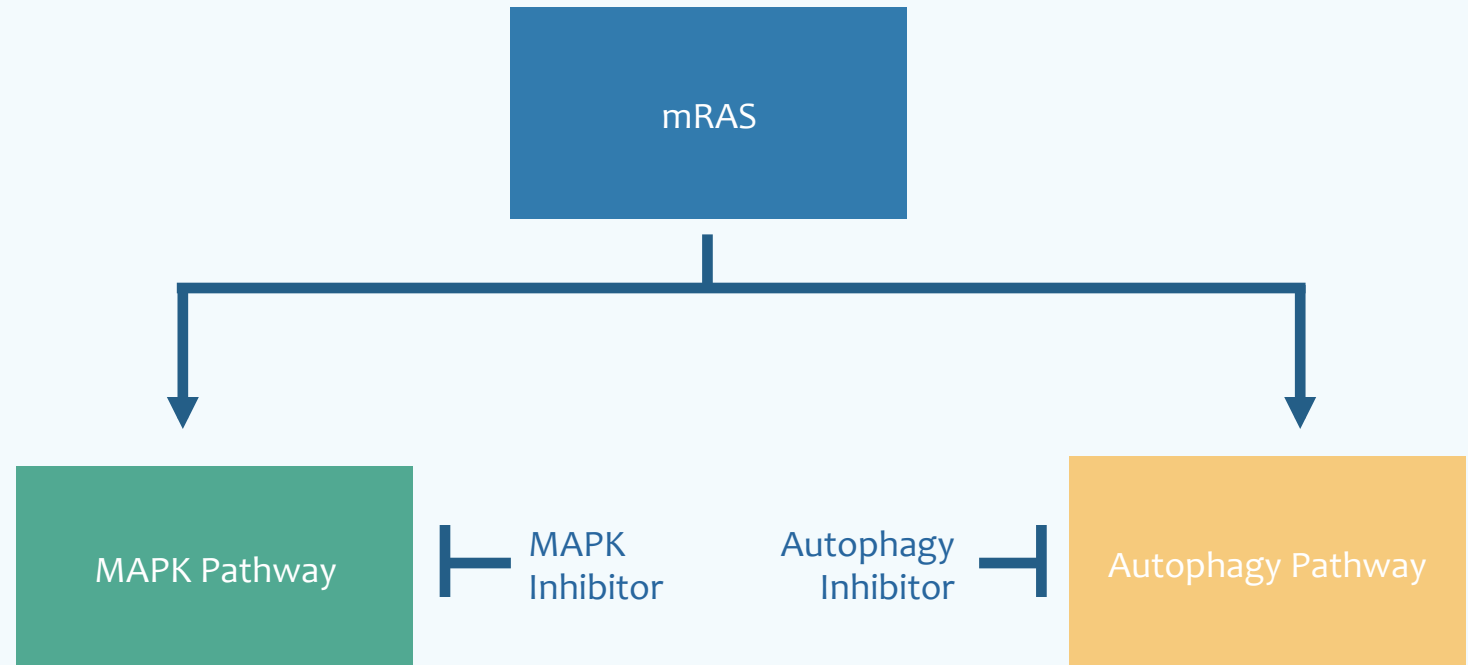 mRAS
MAPK Pathway
MAPK
Inhibitor
Autophagy
Inhibitor
Autophagy Pathway